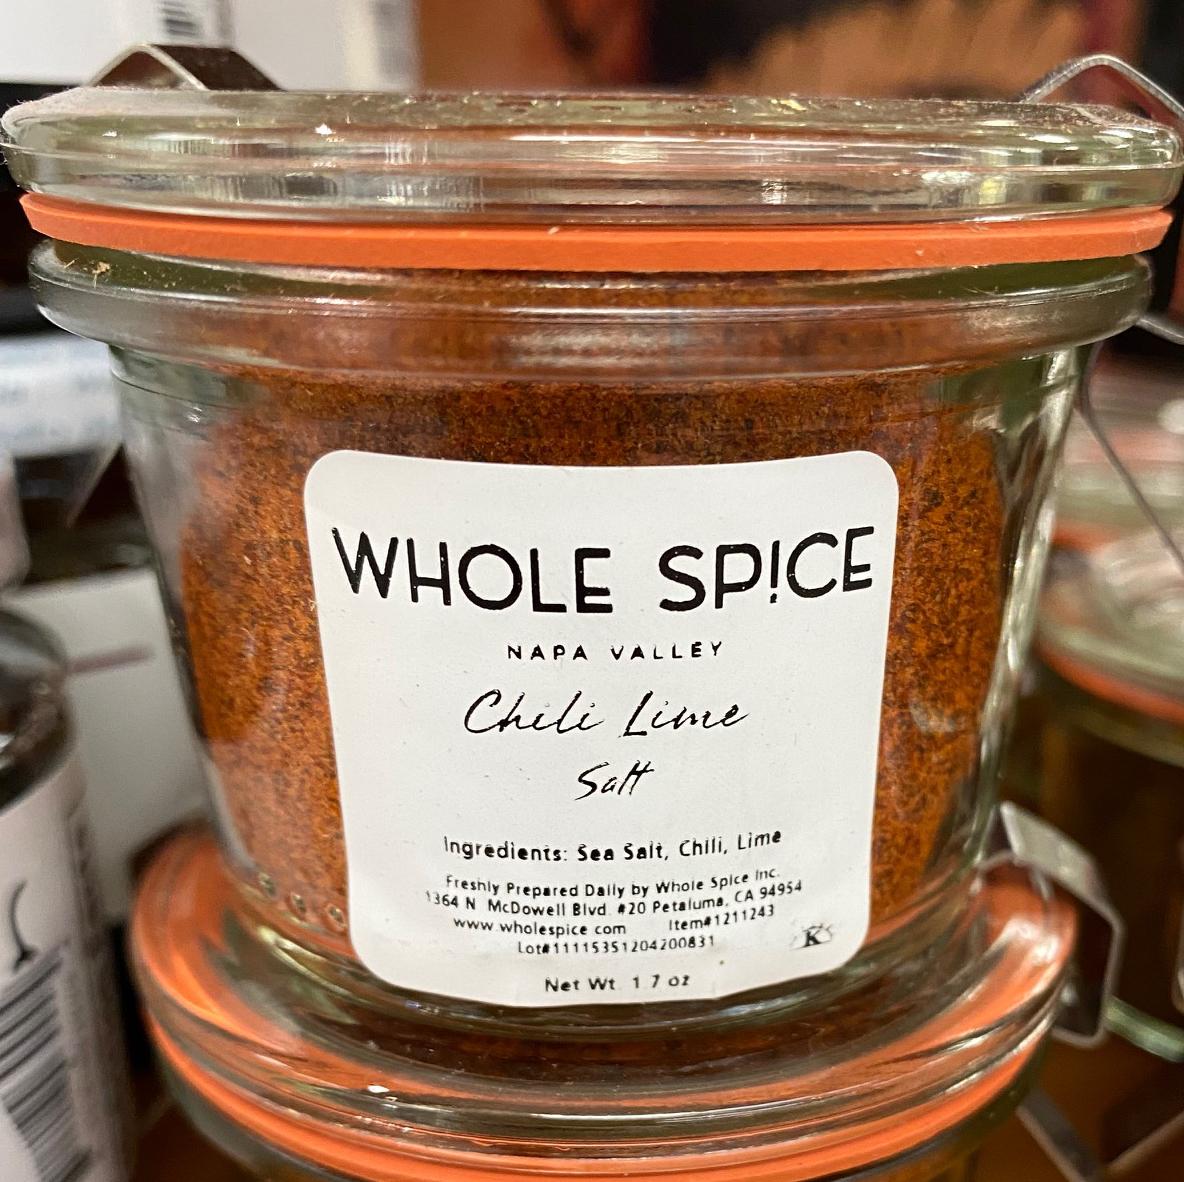 WHOLE SP!CE
NAPA VALLEY
Chili Lime
Salt
Ingredients: Sea Salt, Chili, Lime
Freshly Prepared Daily by Whole Spice Inc.
1364 N McDowell Blvd. #20 Petaluma, CA 94954
www.wholespice.com Item#1211243
Lot#11115351204200831
K
Net Wt. 1.7 oz